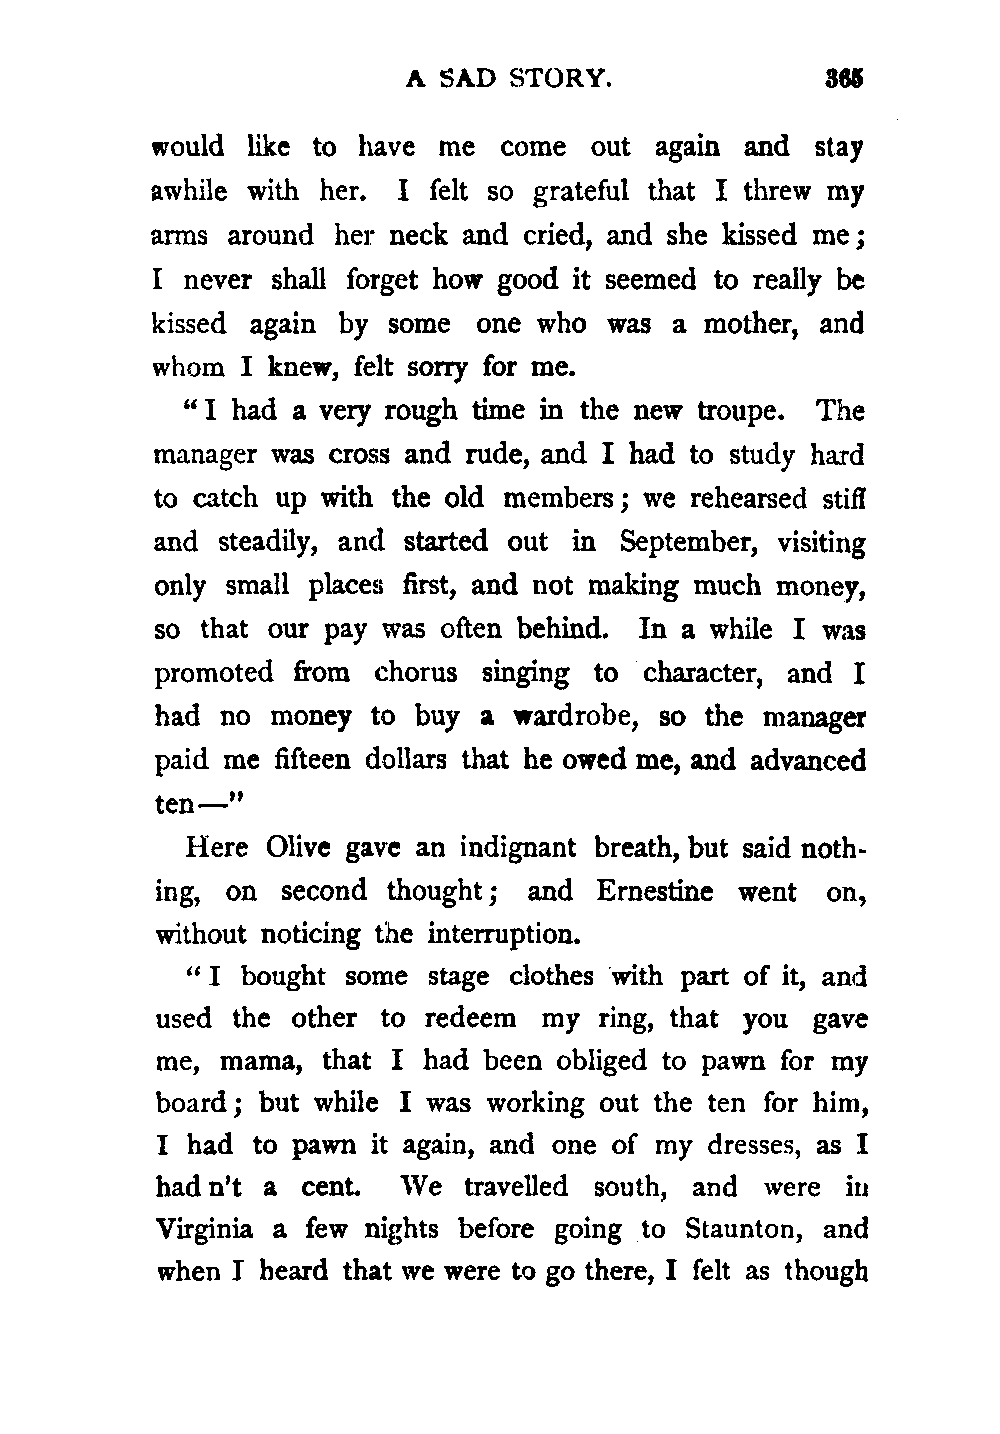 A SAD STORY. 365
would like to have me come out again and stay
awhile with her. I felt so grateful that I threw my
arms around her neck and cried, and she kissed me;
I never shall forget how good it seemed to really be
kissed again by some one who was a mother, and
whom I knew, felt sorry for me.
“I had a very rough time in the new troupe. The
manager was cross and rude, and I had to study hard
to catch up with the old members; we rehearsed stiff
and steadily, and started out in September, visiting
only small places first, and not making much money,
so that our pay was often behind. In a while I was
promoted from chorus singing to character, and I
had no money to buy a wardrobe, so the manager
paid me fifteen dollars that he owed me, and advanced
ten—”
Here Olive gave an indignant breath, but said noth-
ing, on second thought; and Ernestine went on,
without noticing the interruption.
“I bought some stage clothes with part of it, and
used the other to redeem my ring, that you gave
me, mama, that I had been obliged to pawn for my
board; but while I was working out the ten for him,
I had to pawn it again, and one of my dresses, as I
had n't a cent. We travelled south, and were in
Virginia a few nights before going to Staunton, and
when I heard that we were to go there, I felt as though